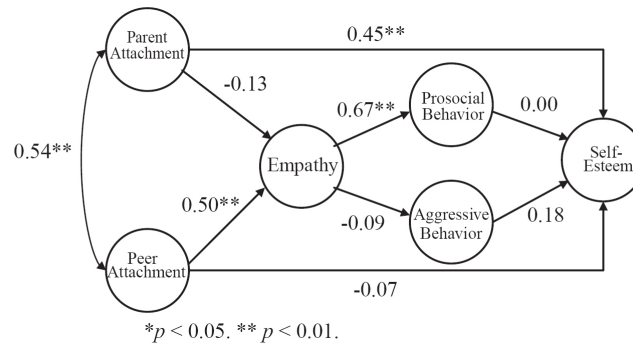 Parent
Attachment
0.45**
-0.13
0.67**
Prosocial
Behavior
0.00
0.54**
Empathy
Self-
Esteem
0.50**
-0.09
Aggressive
Behavior
0.18
Peer
Attachment
-0.07
*p < 0.05. ** p < 0.01.